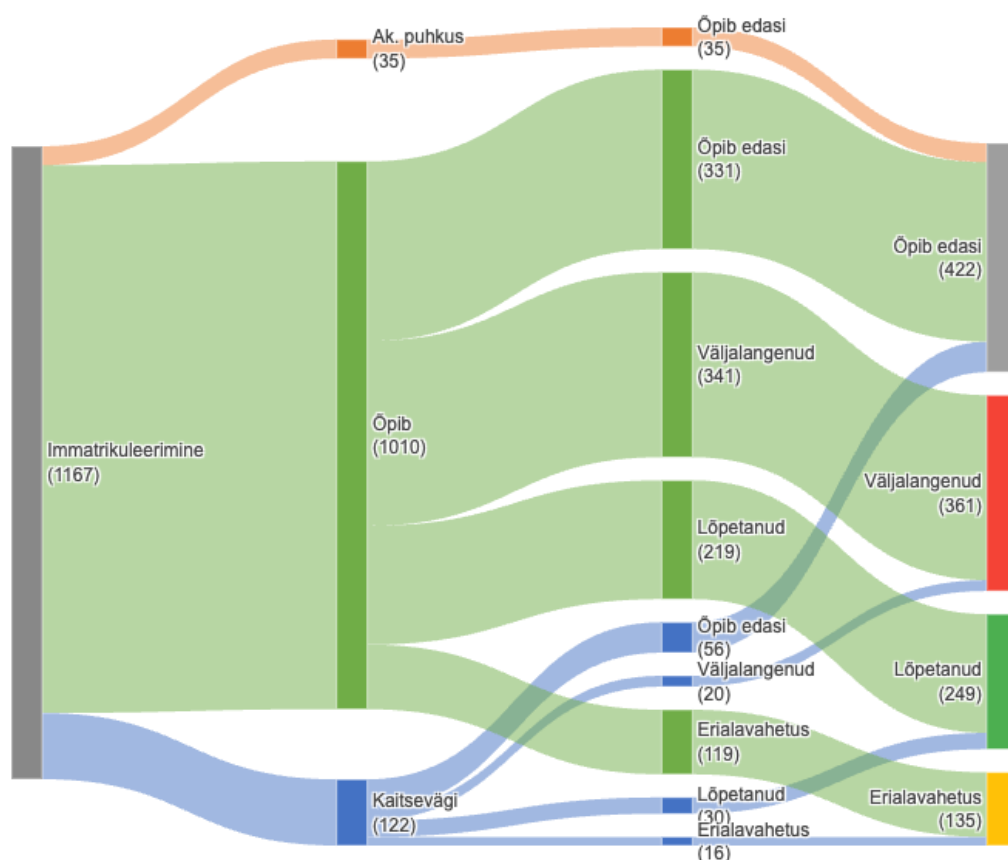 Ak. puhkus
(35)
Õpib edasi
(35)
Õpib edasi
(331)
Õpib edasi
(422)
Väljalangenud
(341)
Õpib
(1010)
Immatrikuleerimine
(1167)
Väljalangenud
(361)
Lõpetanud
(219)
Õpib edasi
(56)
Väljalangenud
(20)
Lõpetanud
(249)
Erialavahetus
(119)
Kaitsevägi
(122)
Lõpetanud
(30)
Erialavahetus
(135)
Erialavahetus
(16)